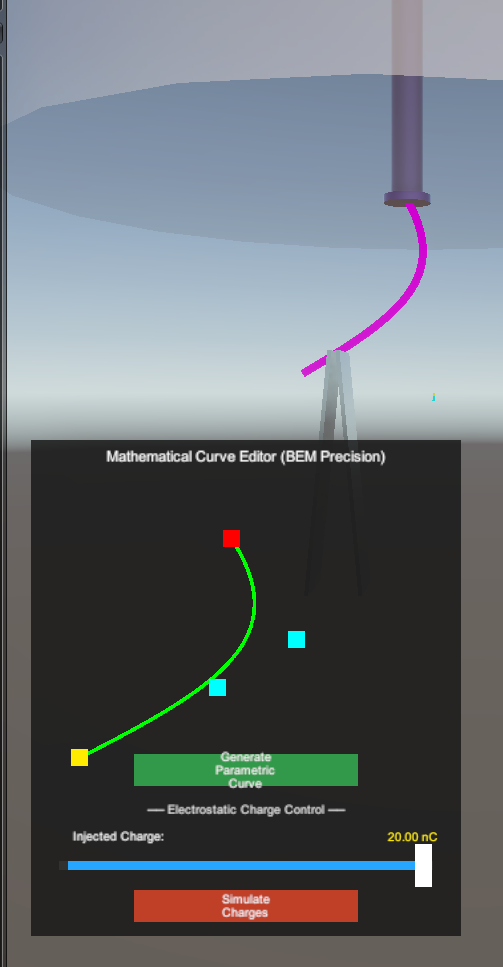 j
Mathematical Curve Editor (BEM Precision)
Generate
Parametric
Curve
── Electrostatic Charge Control ──
Injected Charge: 20.00 nC
Simulate
Charges